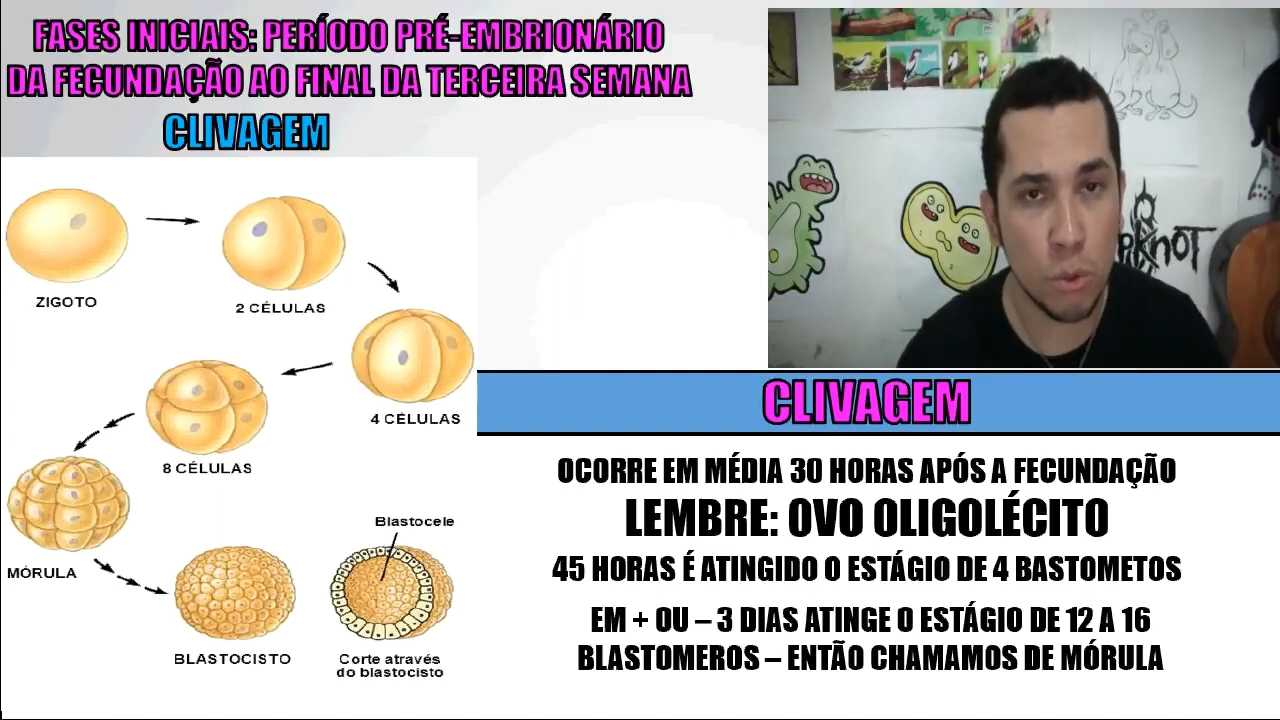 FASES INICIAIS: PERÍODO PRÉ-EMBRIONÁRIO
DA FECUNDAÇÃO AO FINAL DA TERCEIRA SEMANA
CLIVAGEM
ZIGOTO
2 CÉLULAS
4 CÉLULAS
8 CÉLULAS
MÓRULA
Blastocele
BLASTOCISTO
Corte através
do blastocisto
PKNOT
CLIVAGEM
OCORRE EM MÉDIA 30 HORAS APÓS A FECUNDAÇÃO
LEMBRE: OVO OLIGOLÉCITO
45 HORAS É ATINGIDO O ESTÁGIO DE 4 BASTOMETOS
EM + OU – 3 DIAS ATINGE O ESTÁGIO DE 12 A 16
BLASTOMEROS – ENTÃO CHAMAMOS DE MÓRULA